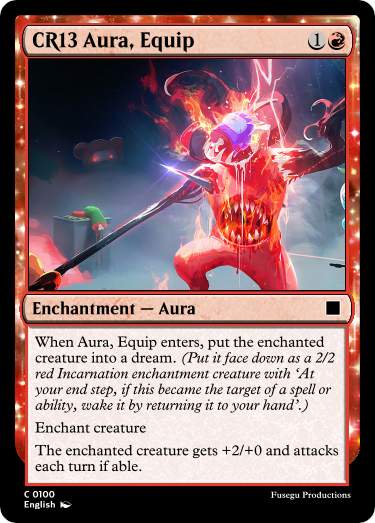 CR13 Aura, Equip
1
Enchantment — Aura
When Aura, Equip enters, put the enchanted
creature into a dream. (Put it face down as a 2/2
red Incarnation enchantment creature with ‘At
your end step, if this became the target of a spell or
ability, wake it by returning it to your hand’.)
Enchant creature
The enchanted creature gets +2/+0 and attacks
each turn if able.
C 0100
English
Fusegu Productions